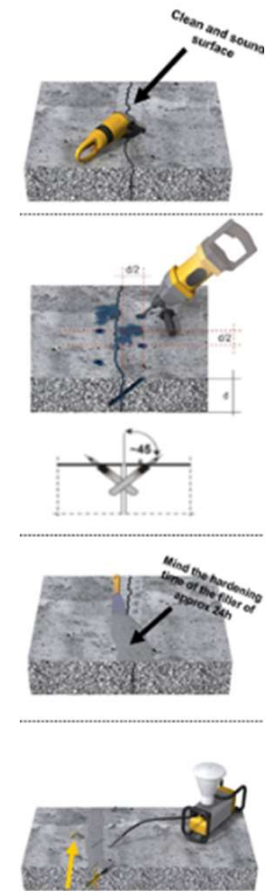 Clean and sound
surface
d/2
d/2
d
~45
Mind the hardening
time of the filler of
approx 24h